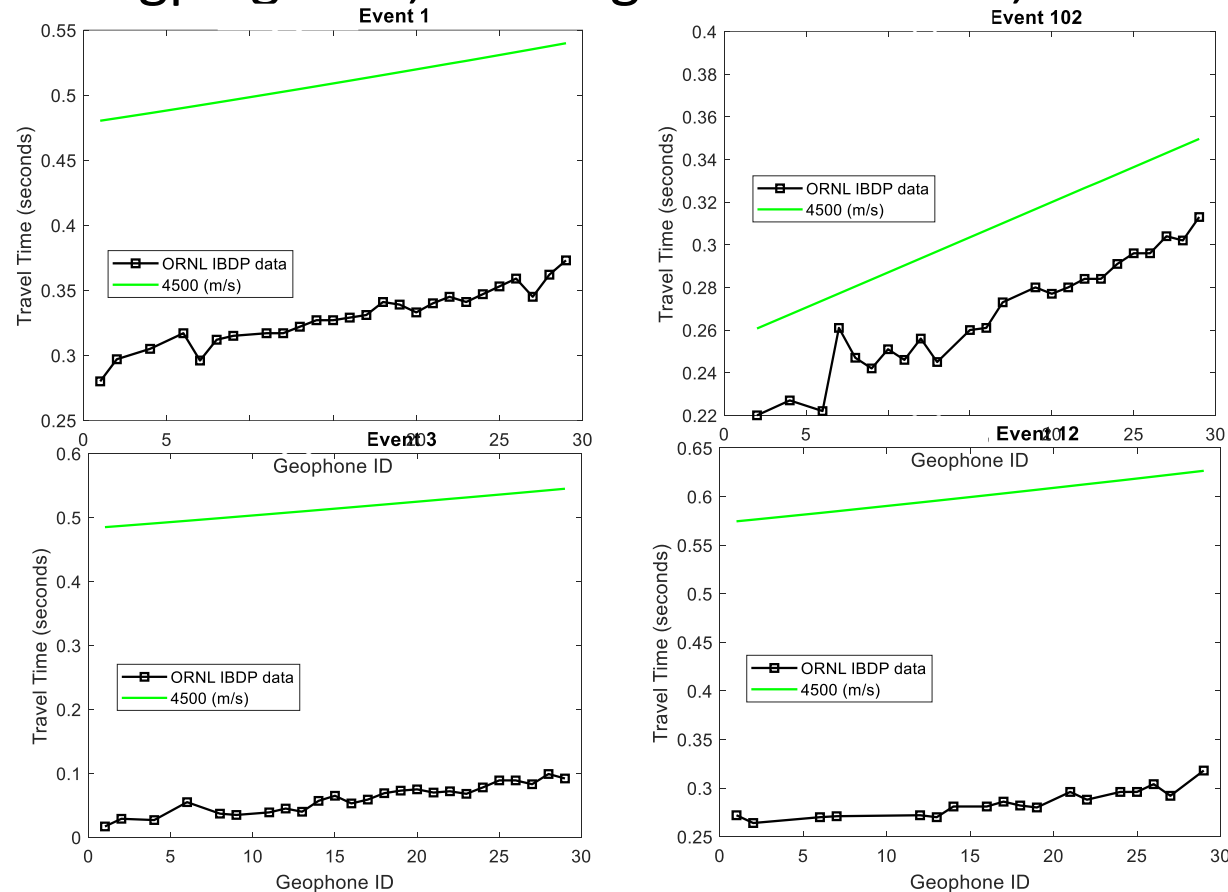 Event 1
0.55
0.5
0.45
0.4
0.35
0.3
0.25
Travel Time (seconds)
ORNL IBDP data
4500 (m/s)
0 5 20 25 30
Geophone ID
Event 102
0.4
0.38
0.36
0.34
0.32
0.3
0.28
0.26
0.24
0.22
Travel Time (seconds)
ORNL IBDP data
4500 (m/s)
0 5 20 25 30
Geophone ID
Event 3
0.6
0.5
0.4
0.3
0.2
0.1
0
Travel Time (seconds)
ORNL IBDP data
4500 (m/s)
0 5 10 15 20 25 30
Geophone ID
Event 12
0.65
0.6
0.55
0.5
0.45
0.4
0.35
0.3
0.25
Travel Time (seconds)
ORNL IBDP data
4500 (m/s)
0 5 10 15 20 25 30
Geophone ID